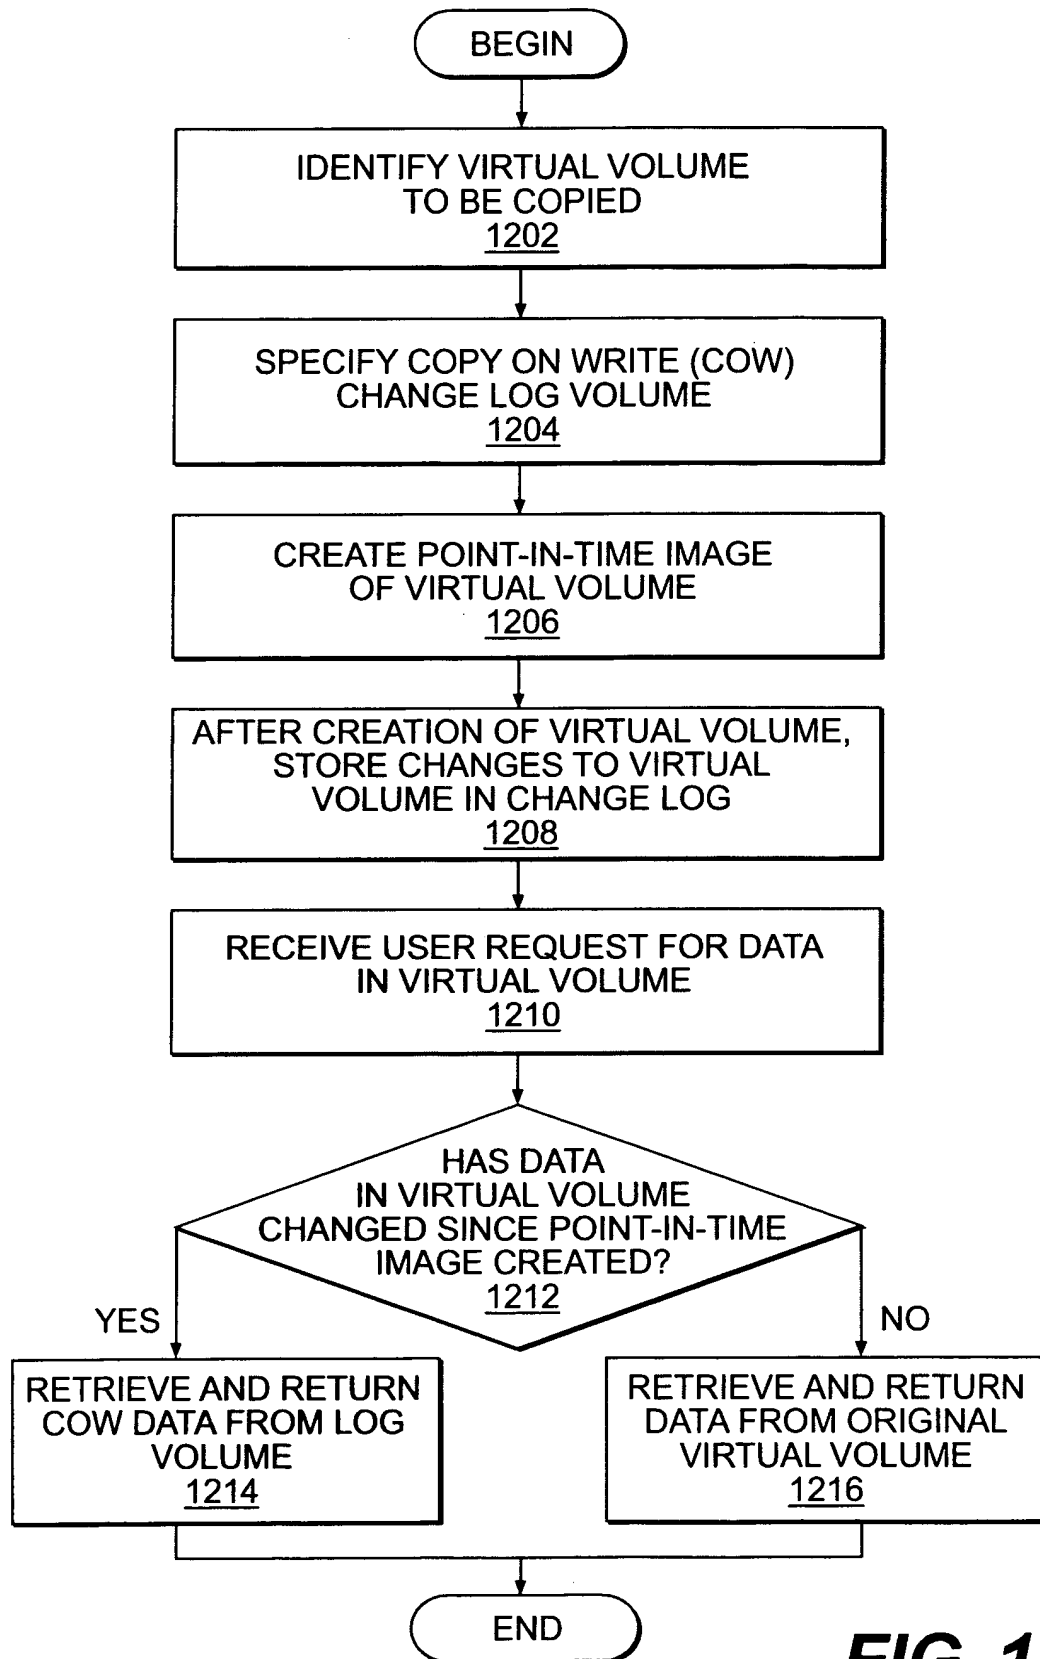 BEGIN
IDENTIFY VIRTUAL VOLUME
TO BE COPIED
1202
SPECIFY COPY ON WRITE (COW)
CHANGE LOG VOLUME
1204
CREATE POINT-IN-TIME IMAGE
OF VIRTUAL VOLUME
1206
AFTER CREATION OF VIRTUAL VOLUME,
STORE CHANGES TO VIRTUAL
VOLUME IN CHANGE LOG
1208
RECEIVE USER REQUEST FOR DATA
IN VIRTUAL VOLUME
1210
HAS DATA
IN VIRTUAL VOLUME
CHANGED SINCE POINT-IN-TIME
IMAGE CREATED?
1212
YES
NO
RETRIEVE AND RETURN
COW DATA FROM LOG
VOLUME
1214
RETRIEVE AND RETURN
DATA FROM ORIGINAL
VIRTUAL VOLUME
1216
END
FIG. 1